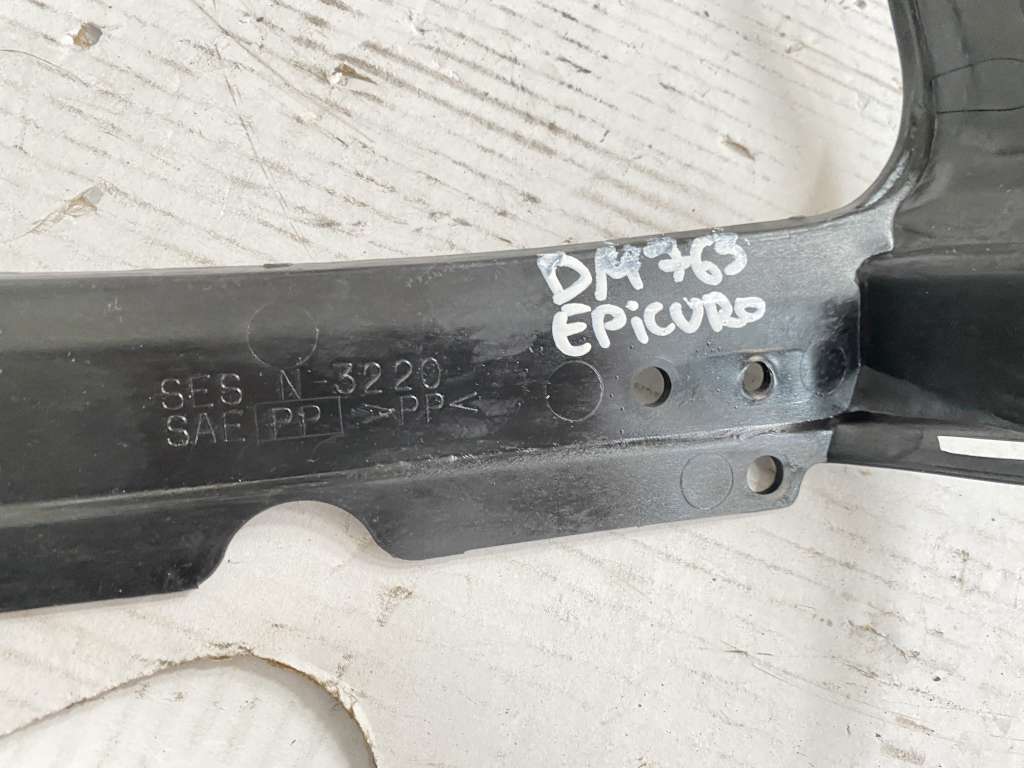 DM763
EPiCURO
SES N-3220
SAE PP >PP<